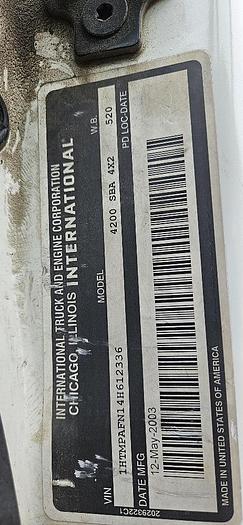 INTERNATIONAL TRUCK AND ENGINE CORPORATION
CHICAGO, ILLINOIS INTERNATIONAL
MODEL W.B.
4200 SBA 4X2 520
VIN PD LOC-DATE
1HTMPAFN14H612336
DATE MFG
12-May-2003
MADE IN UNITED STATES OF AMERICA
2029322C1